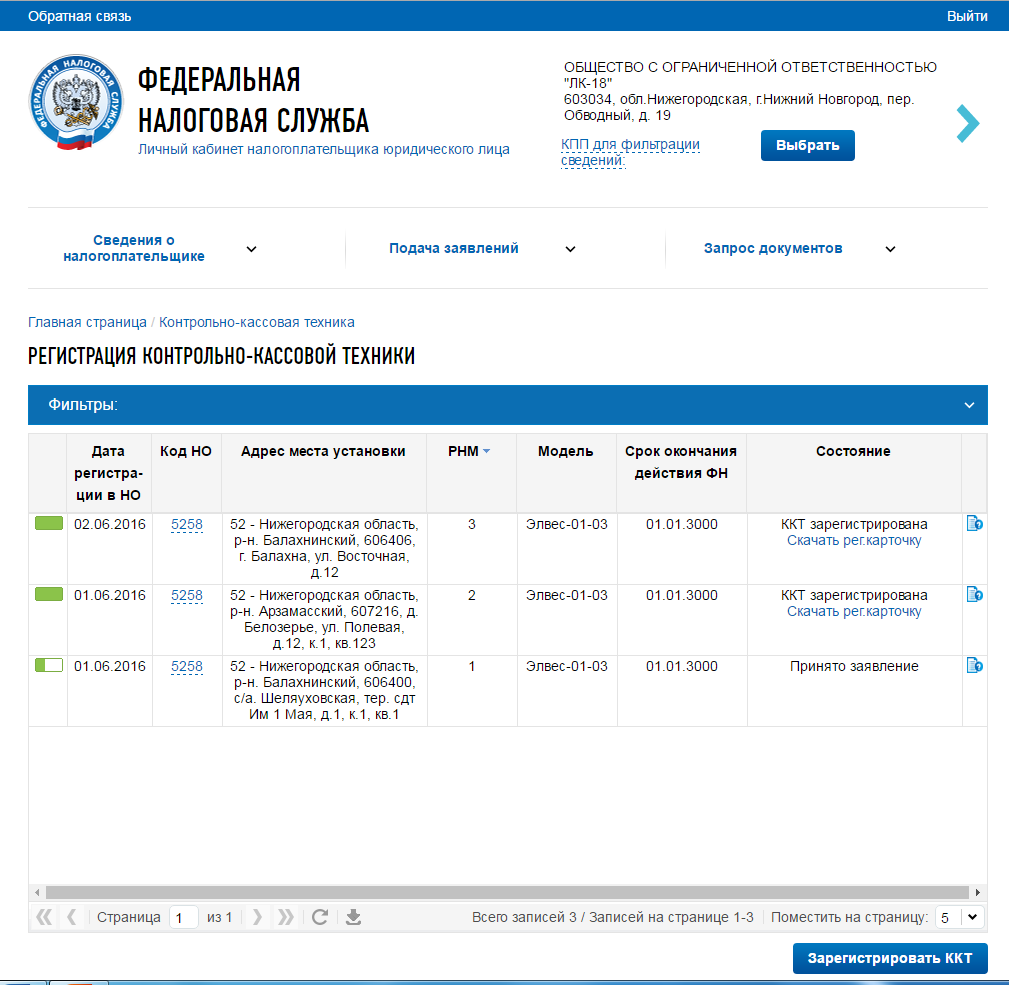 Обратная связь
Выйти
ФЕДЕРАЛЬНАЯ НАЛОГОВАЯ СЛУЖБА
ФЕДЕРАЛЬНАЯ
НАЛОГОВАЯ СЛУЖБА
Личный кабинет налогоплательщика юридического лица
ОБЩЕСТВО С ОГРАНИЧЕННОЙ ОТВЕТСТВЕННОСТЬЮ
"ЛК-18"
603034, обл.Нижегородская, г.Нижний Новгород, пер.
Обводный, д. 19
КПП для фильтрации
сведений:
Выбрать
Сведения о
налогоплательщике
Подача заявлений
Запрос документов
Главная страница / Контрольно-кассовая техника
РЕГИСТРАЦИЯ КОНТРОЛЬНО-КАССОВОЙ ТЕХНИКИ
Фильтры:
Дата
регистра-
ции в НО
Код НО
Адрес места установки
РНМ
Модель
Срок окончания
действия ФН
Состояние
02.06.2016
5258
52 - Нижегородская область,
р-н. Балахнинский, 606406,
г. Балахна, ул. Восточная,
д.12
3
Элвес-01-03
01.01.3000
ККТ зарегистрирована
Скачать рег.карточку
01.06.2016
5258
52 - Нижегородская область,
р-н. Арзамасский, 607216, д.
Белозерье, ул. Полевая,
д.12, к.1, кв.123
2
Элвес-01-03
01.01.3000
ККТ зарегистрирована
Скачать рег.карточку
01.06.2016
5258
52 - Нижегородская область,
р-н. Балахнинский, 606400,
с/а. Шеляуховская, тер. сдт
Им 1 Мая, д.1, к.1, кв.1
1
Элвес-01-03
01.01.3000
Принято заявление
Страница 1 из 1
Всего записей 3 / Записей на странице 1-3
Поместить на страницу: 5
Зарегистрировать ККТ